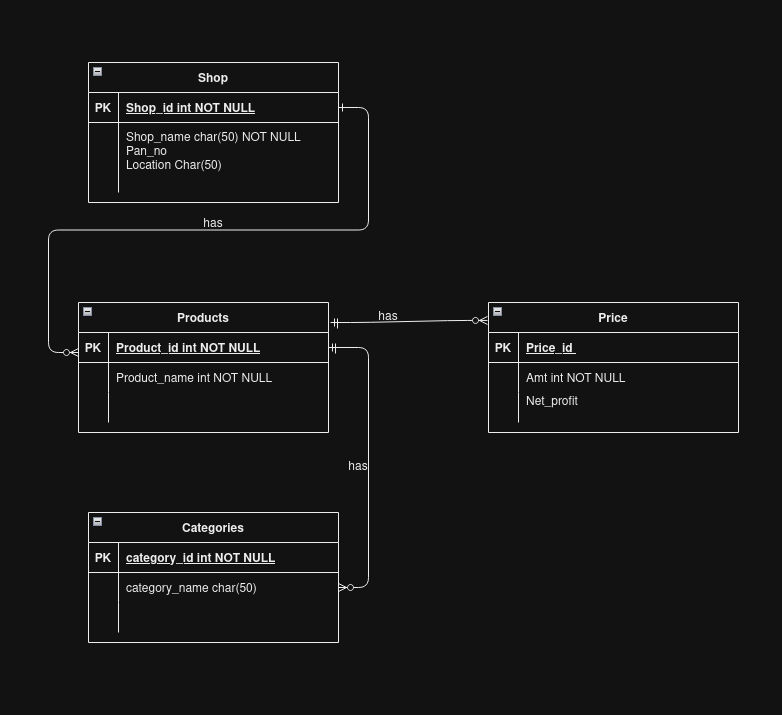 Shop
PK Shop_id int NOT NULL
Shop_name char(50) NOT NULL
Pan_no
Location Char(50)
has
Products
PK Product_id int NOT NULL
Product_name int NOT NULL
has
Price
PK Price_id
Amt int NOT NULL
Net_profit
has
Categories
PK category_id int NOT NULL
category_name char(50)